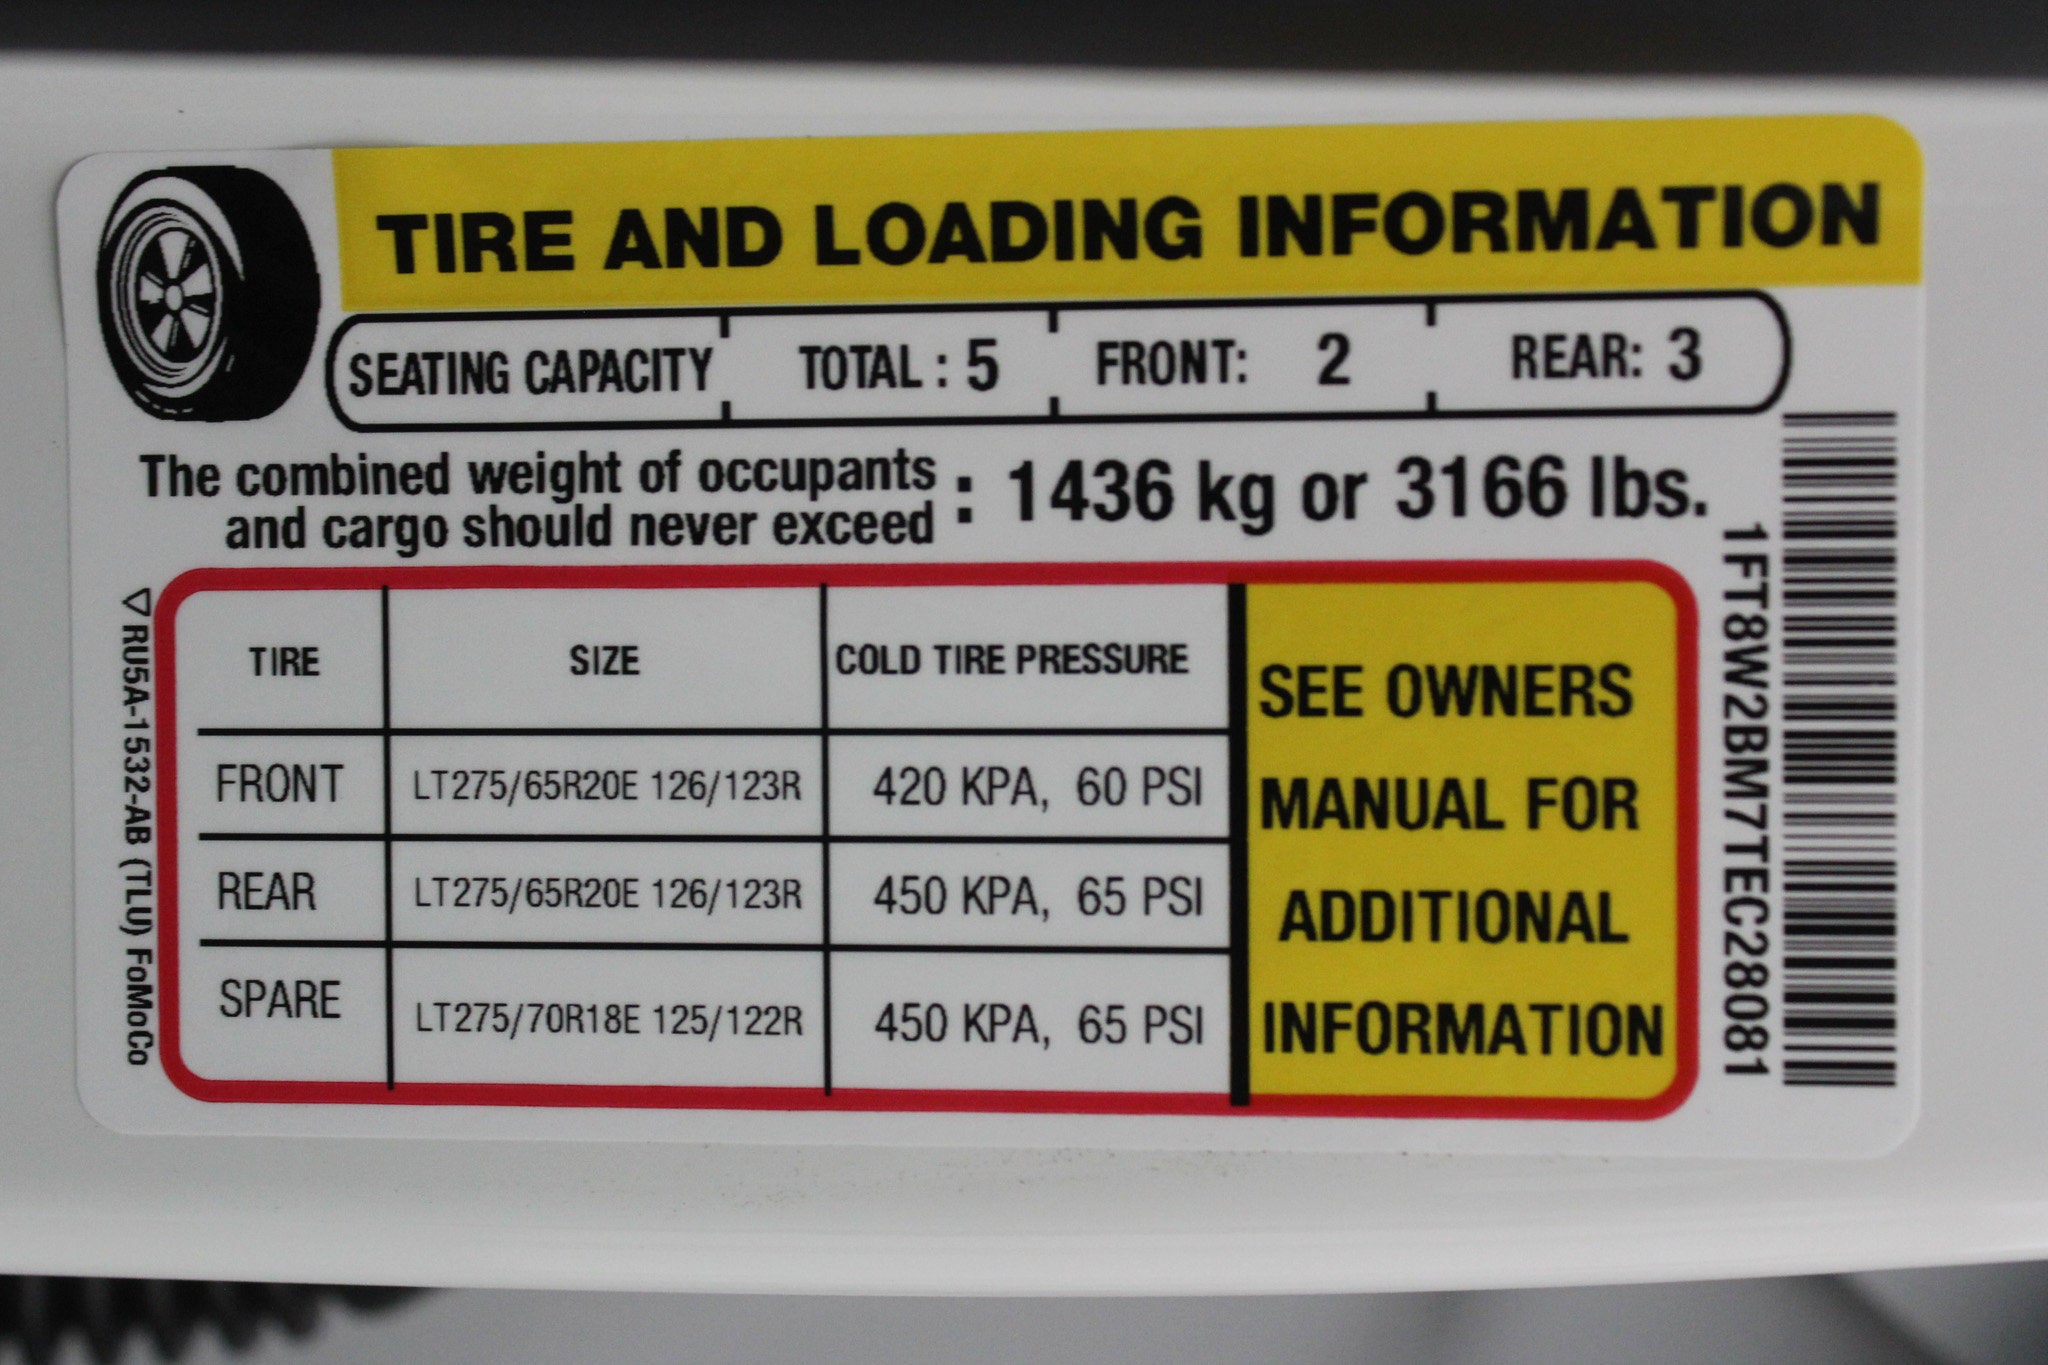 TIRE AND LOADING INFORMATION
SEATING CAPACITY TOTAL : 5 FRONT: 2 REAR: 3
The combined weight of occupants
and cargo should never exceed : 1436 kg or 3166 lbs.
TIRE SIZE COLD TIRE PRESSURE
FRONT LT275/65R20E 126/123R 420 KPA, 60 PSI
REAR LT275/65R20E 126/123R 450 KPA, 65 PSI
SPARE LT275/70R18E 125/122R 450 KPA, 65 PSI
SEE OWNERS
MANUAL FOR
ADDITIONAL
INFORMATION
1FT8W2BM7TEC28081
▽RU5A-1532-AB (TLU) FoMoCo